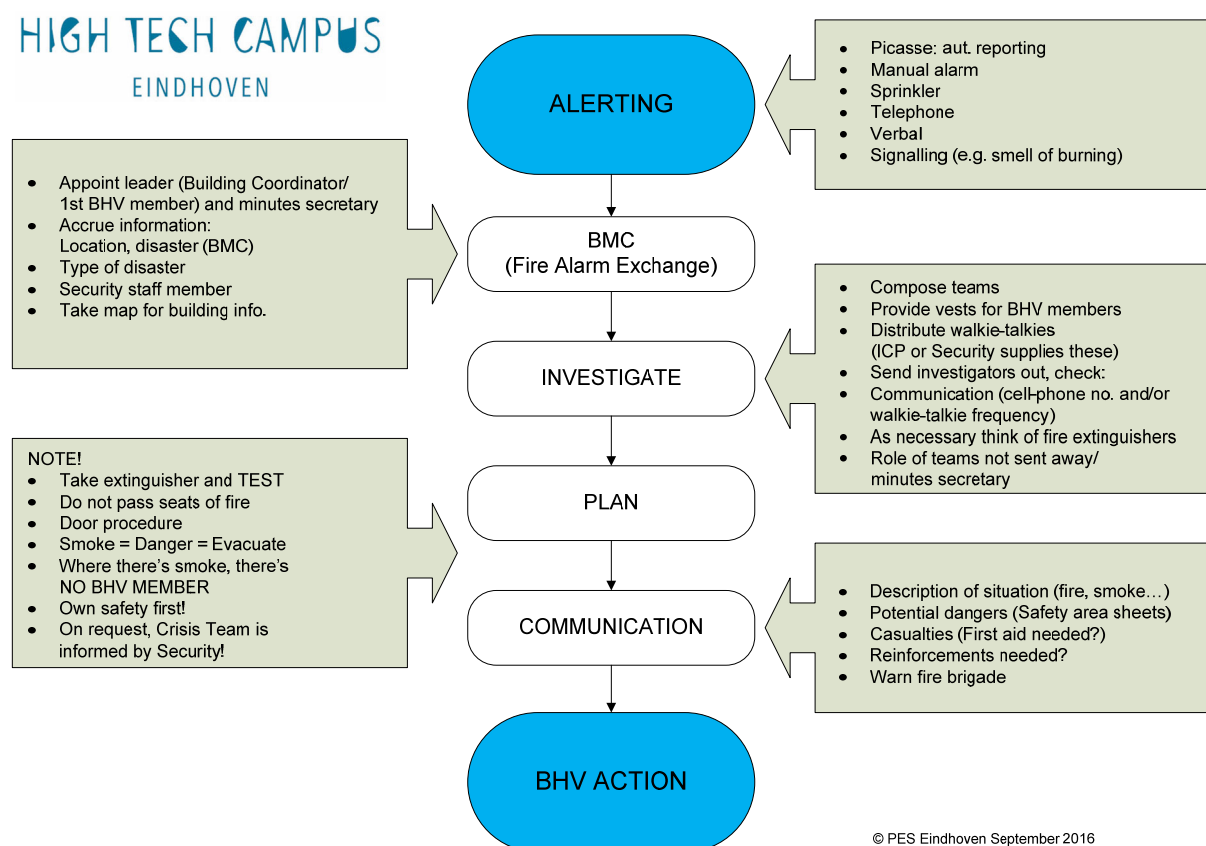 HIGH TECH CAMPUS
EINDHOVEN
ALERTING
• Picasse: aut. reporting
• Manual alarm
• Sprinkler
• Telephone
• Verbal
• Signalling (e.g. smell of burning)
• Appoint leader (Building Coordinator/
1st BHV member) and minutes secretary
• Accrue information:
Location, disaster (BMC)
• Type of disaster
• Security staff member
• Take map for building info.
BMC
(Fire Alarm Exchange)
• Compose teams
• Provide vests for BHV members
• Distribute walkie-talkies
(ICP or Security supplies these)
• Send investigators out, check:
• Communication (cell-phone no. and/or
walkie-talkie frequency)
• As necessary think of fire extinguishers
• Role of teams not sent away/
minutes secretary
INVESTIGATE
NOTE!
• Take extinguisher and TEST
• Do not pass seats of fire
• Door procedure
• Smoke = Danger = Evacuate
• Where there's smoke, there's
NO BHV MEMBER
• Own safety first!
• On request, Crisis Team is
informed by Security!
PLAN
COMMUNICATION
• Description of situation (fire, smoke…)
• Potential dangers (Safety area sheets)
• Casualties (First aid needed?)
• Reinforcements needed?
• Warn fire brigade
BHV ACTION
© PES Eindhoven September 2016